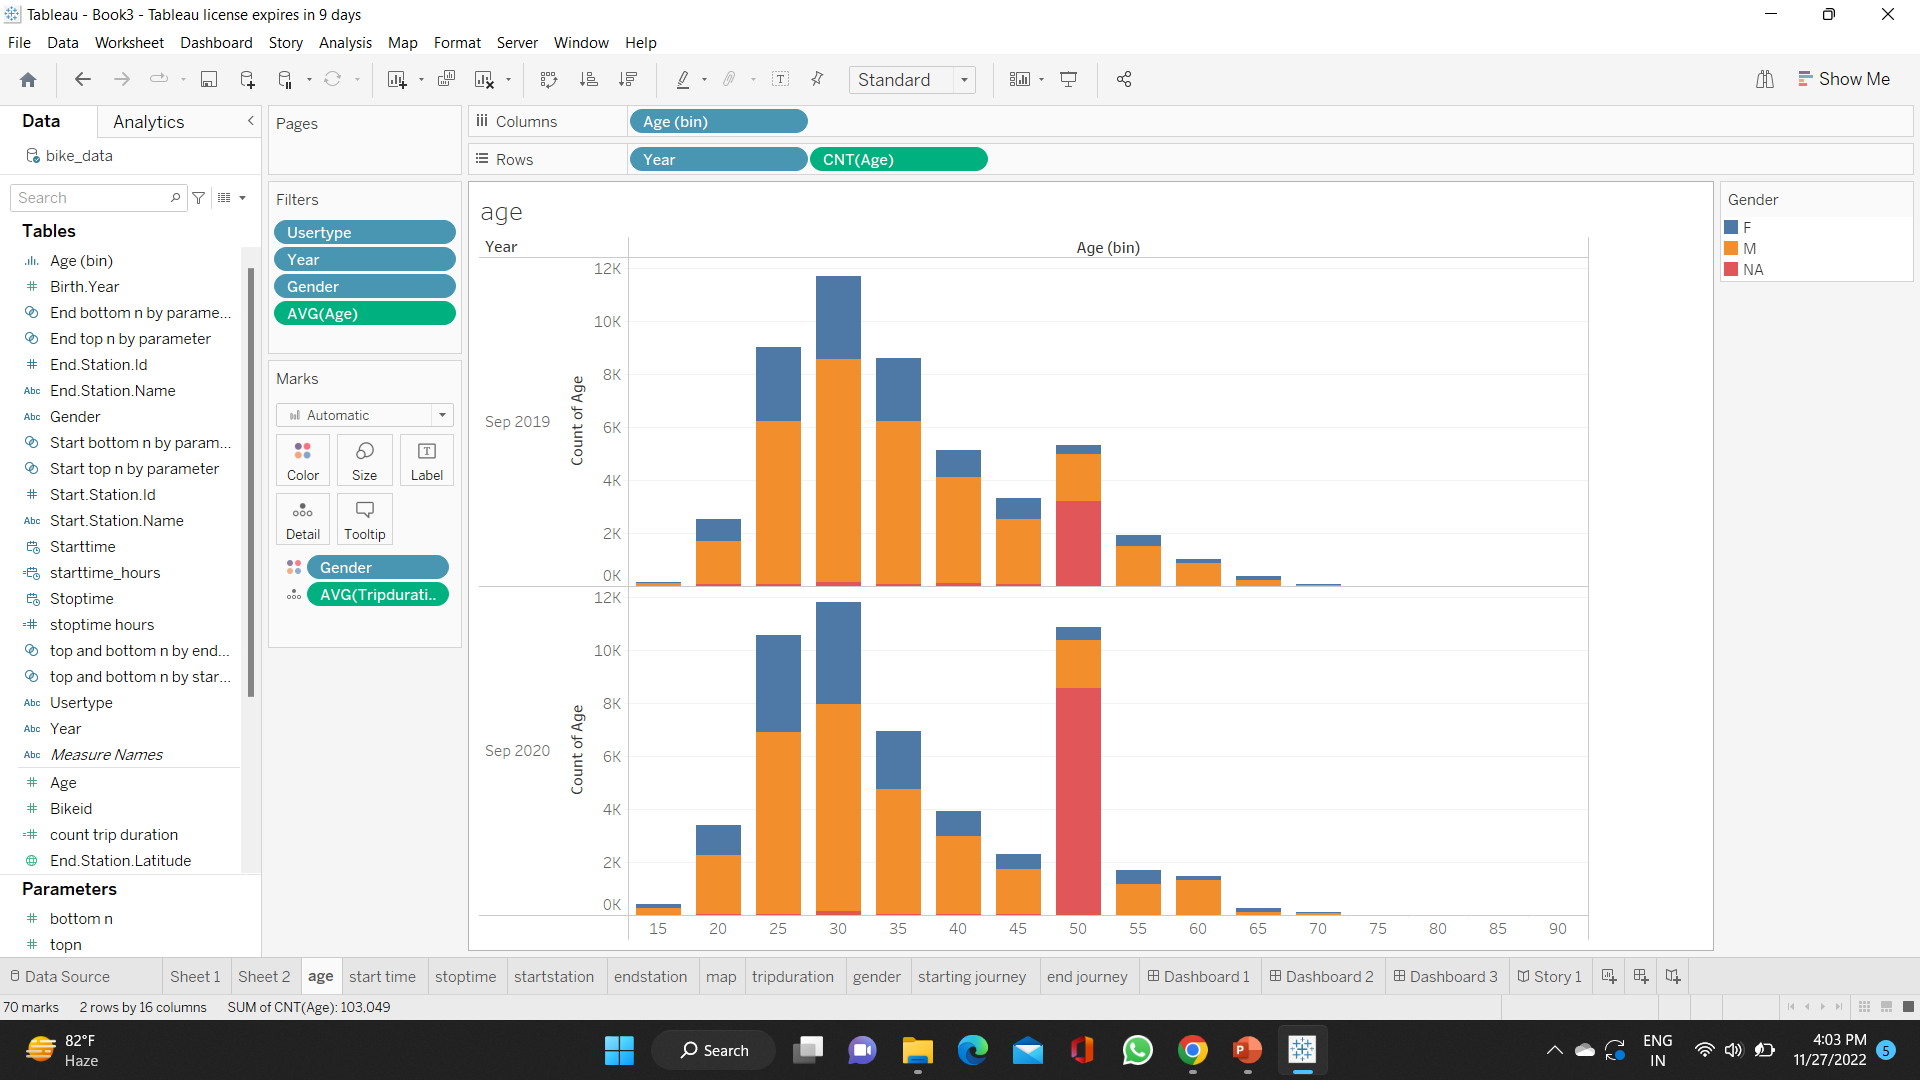 Tableau - Book3 - Tableau license expires in 9 days
File Data Worksheet Dashboard Story Analysis Map Format Server Window Help
Standard
Show Me
Data Analytics
bike_data
Search
Tables
Age (bin)
Birth.Year
End bottom n by parame...
End top n by parameter
End.Station.Id
Abc End.Station.Name
Abc Gender
Start bottom n by param...
Start top n by parameter
Start.Station.Id
Abc Start.Station.Name
Starttime
starttime_hours
Stoptime
stoptime hours
top and bottom n by end...
top and bottom n by star...
Abc Usertype
Abc Year
Abc Measure Names
Age
Bikeid
count trip duration
End.Station.Latitude
Parameters
bottom n
topn
Pages
Filters
Usertype
Year
Gender
AVG(Age)
Marks
Automatic
Color Size Label
Detail Tooltip
Gender
AVG(Tripdurati..
Columns Age (bin)
Rows Year CNT(Age)
age
Year Age (bin)
Sep 2019
Count of Age
12K
10K
8K
6K
4K
2K
0K
Sep 2020
Count of Age
12K
10K
8K
6K
4K
2K
0K
15 20 25 30 35 40 45 50 55 60 65 70 75 80 85 90
Gender
F
M
NA
Data Source Sheet 1 Sheet 2 age start time stoptime startstation endstation map tripduration gender starting journey end journey Dashboard 1 Dashboard 2 Dashboard 3 Story 1
70 marks 2 rows by 16 columns SUM of CNT(Age): 103,049
82°F
Haze
Search
ENG
IN
4:03 PM
11/27/2022
5